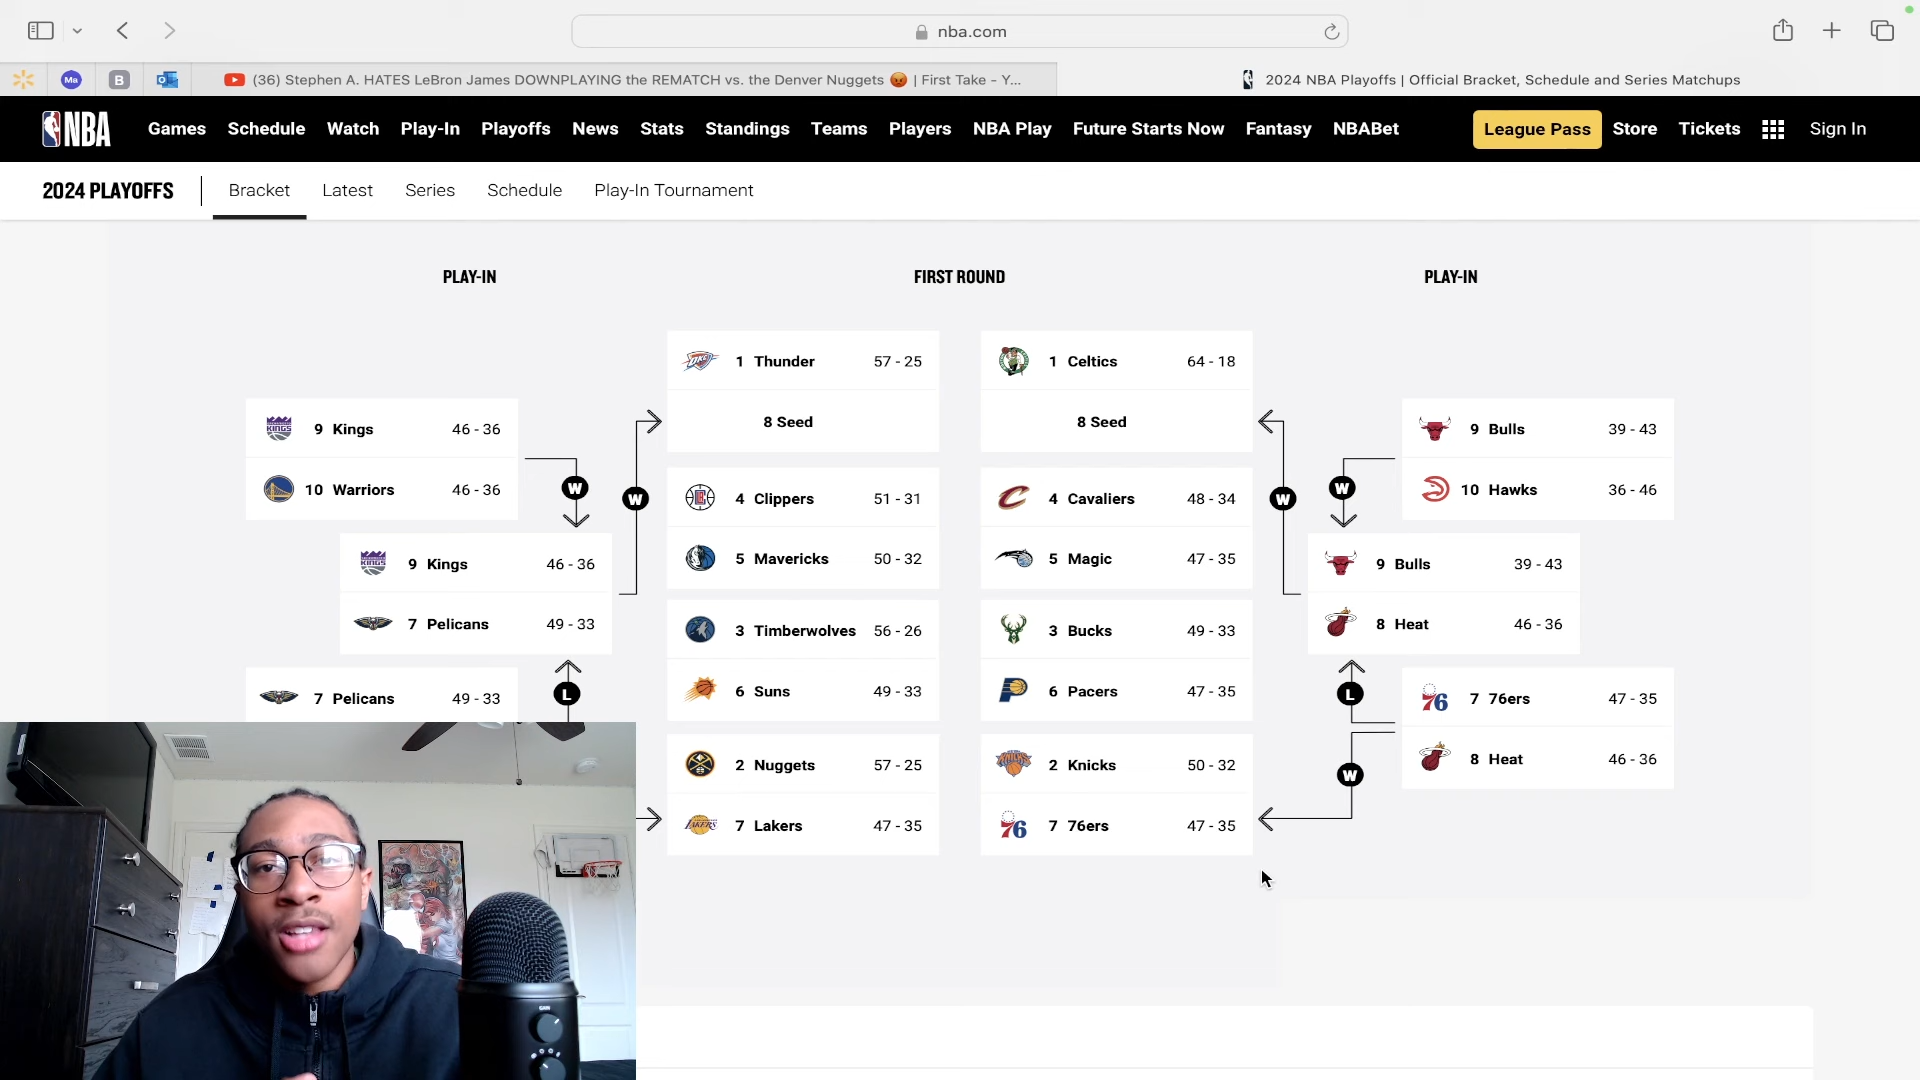 nba.com
Ma
B
(36) Stephen A. HATES LeBron James DOWNPLAYING the REMATCH vs. the Denver Nuggets 😡 | First Take - Y...
2024 NBA Playoffs | Official Bracket, Schedule and Series Matchups
NBA Games Schedule Watch Play-In Playoffs News Stats Standings Teams Players NBA Play Future Starts Now Fantasy NBABet League Pass Store Tickets Sign In
2024 PLAYOFFS Bracket Latest Series Schedule Play-In Tournament
PLAY-IN
9 Kings 46 - 36
10 Warriors 46 - 36
W
9 Kings 46 - 36
7 Pelicans 49 - 33
W
L
7 Pelicans 49 - 33
FIRST ROUND
1 Thunder 57 - 25
8 Seed
4 Clippers 51 - 31
5 Mavericks 50 - 32
3 Timberwolves 56 - 26
6 Suns 49 - 33
2 Nuggets 57 - 25
LAKERS 7 Lakers 47 - 35
1 Celtics 64 - 18
8 Seed
4 Cavaliers 48 - 34
5 Magic 47 - 35
3 Bucks 49 - 33
6 Pacers 47 - 35
2 Knicks 50 - 32
76 7 76ers 47 - 35
PLAY-IN
9 Bulls 39 - 43
10 Hawks 36 - 46
W
W
9 Bulls 39 - 43
8 Heat 46 - 36
L
76 7 76ers 47 - 35
8 Heat 46 - 36
W